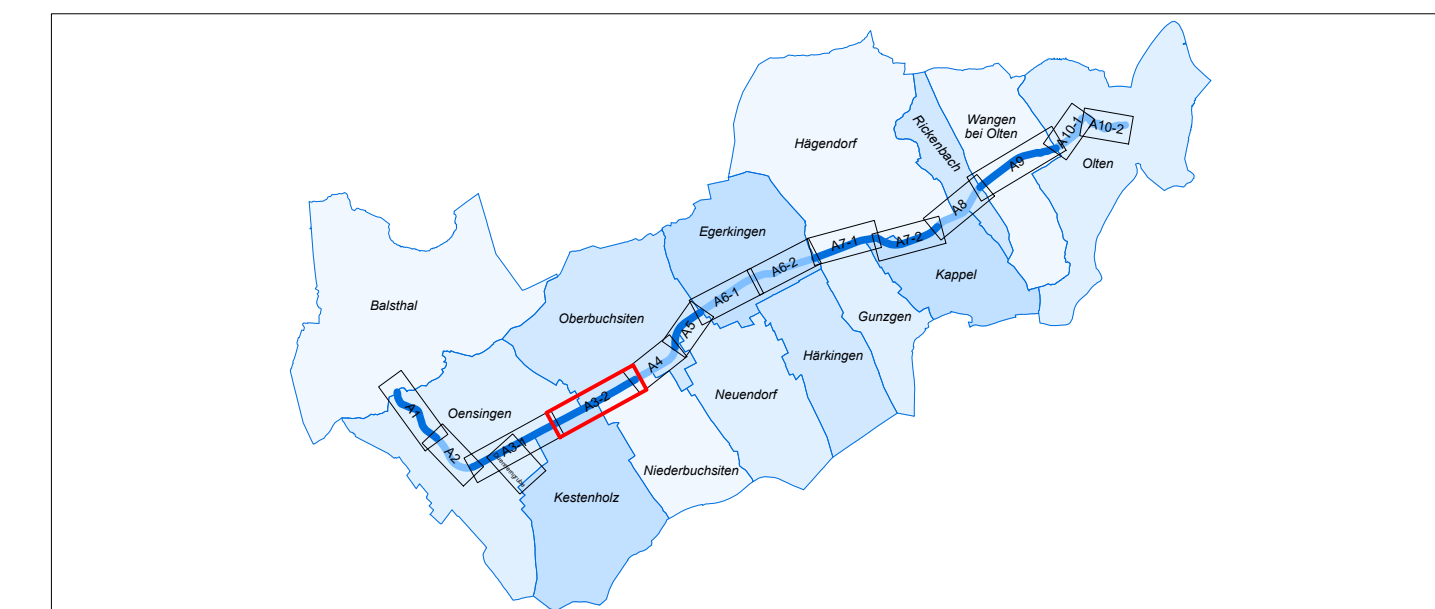 Hägendorf
Rickenbach
Wangen
bei Olten
A10-1
A10-2
Olten
A9
A8
Egerkingen
A7-1
A7-2
A6-2
Kappel
A6-1
Balsthal
Oberbuchsiten
A5
Gunzgen
A4
Härkingen
Neuendorf
A3-2
A1
Oensingen
A2
A3-1
Niederbuchsiten
Kestenholz